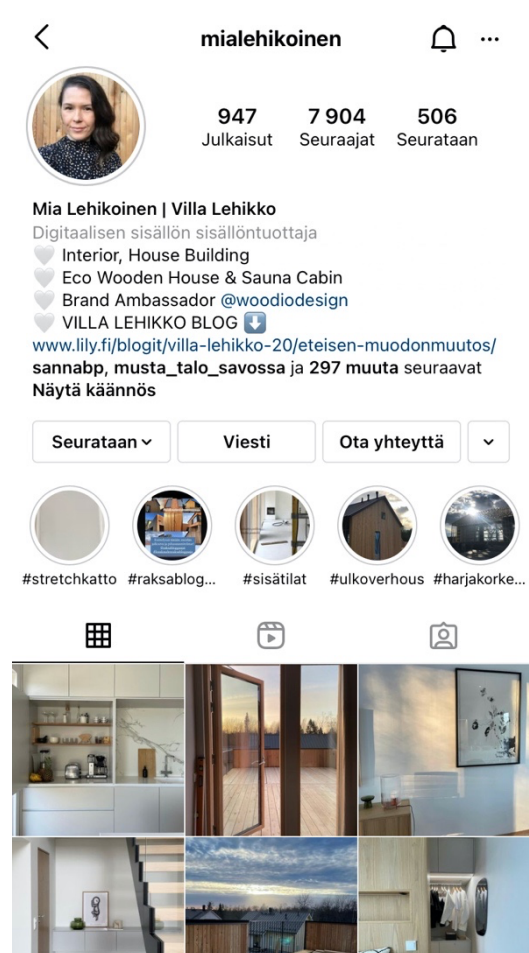 mialehikoinen
947 7 904 506
Julkaisut Seuraajat Seurataan
Mia Lehikoinen | Villa Lehikko
Digitaalisen sisällön sisällöntuottaja
🤍 Interior, House Building
🤍 Eco Wooden House & Sauna Cabin
🤍 Brand Ambassador @woodiodesign
🤍 VILLA LEHIKKO BLOG ⬇️
www.lily.fi/blogit/villa-lehikko-20/eteisen-muodonmuutos/
sannabp, musta_talo_savossa ja 297 muuta seuraavat
Näytä käännös
Seurataan Viesti Ota yhteyttä
#stretchkatto #raksablog... #sisätilat #ulkoverhous #harjakorke...